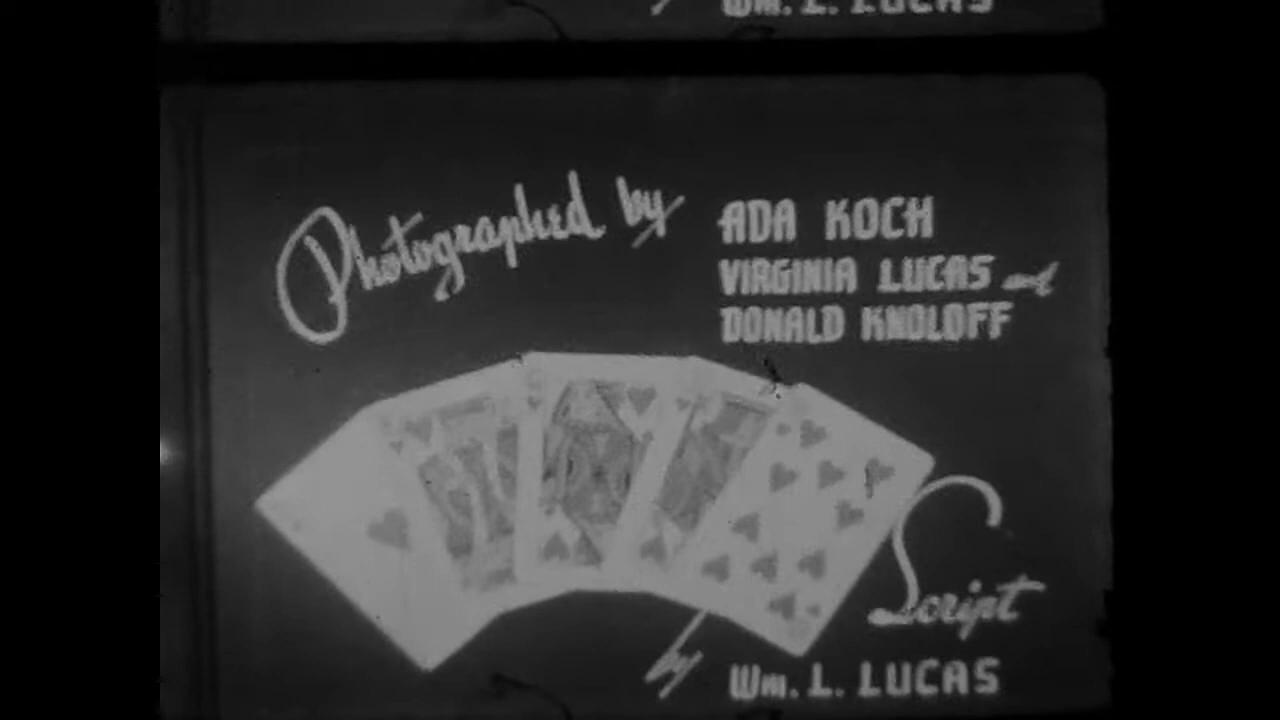 Wm. L. LUCAS
Photographed by ADA KOCH
VIRGINIA LUCAS and
DONALD KNOLOFF
Script
by Wm. L. LUCAS